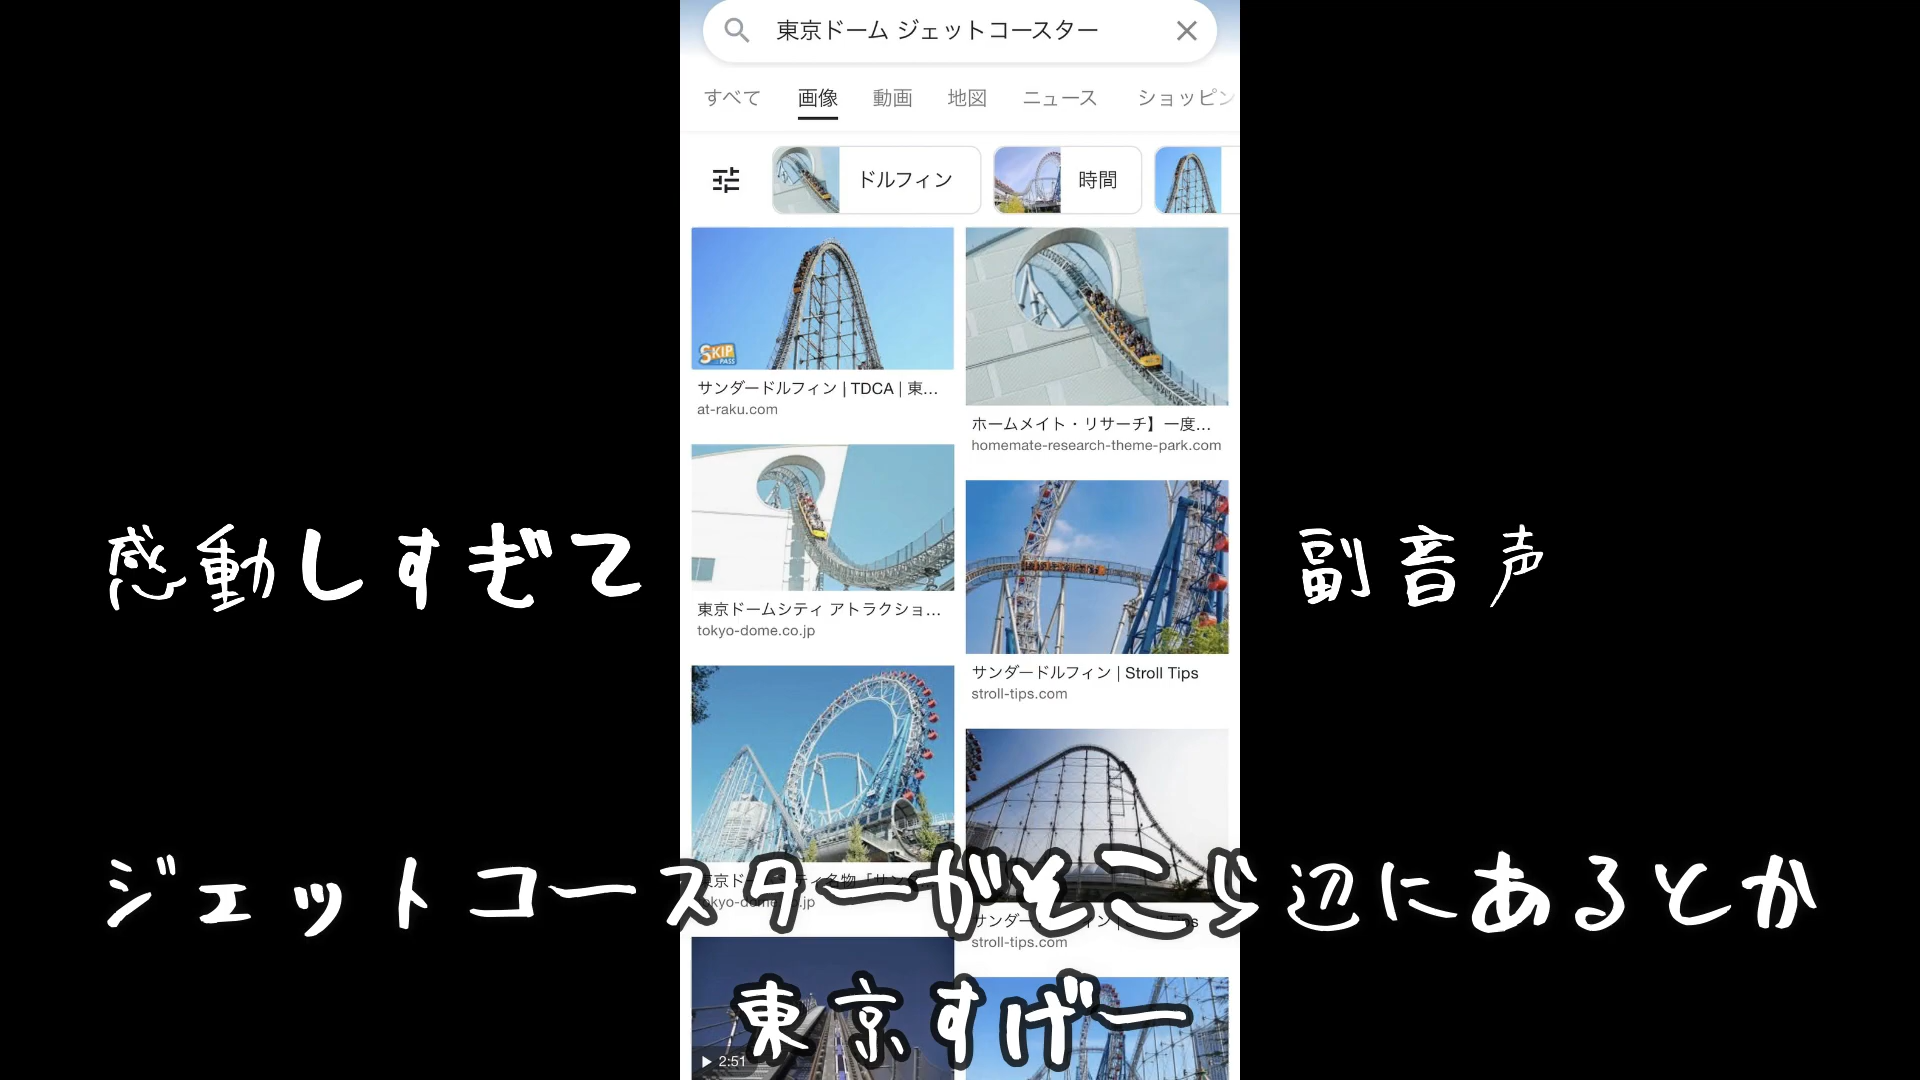 東京ドーム ジェットコースター
すべて 画像 動画 地図 ニュース ショッピン
ドルフィン 時間
SKIP PASS
サンダードルフィン | TDCA | 東...
at-raku.com
ホームメイト・リサーチ】一度...
homemate-research-theme-park.com
東京ドームシティ アトラクショ...
tokyo-dome.co.jp
サンダードルフィン | Stroll Tips
stroll-tips.com
感動しすぎて
副音声
stroll-tips.com
ジェットコースターがそこら辺にあるとか
東京すげー
2:51